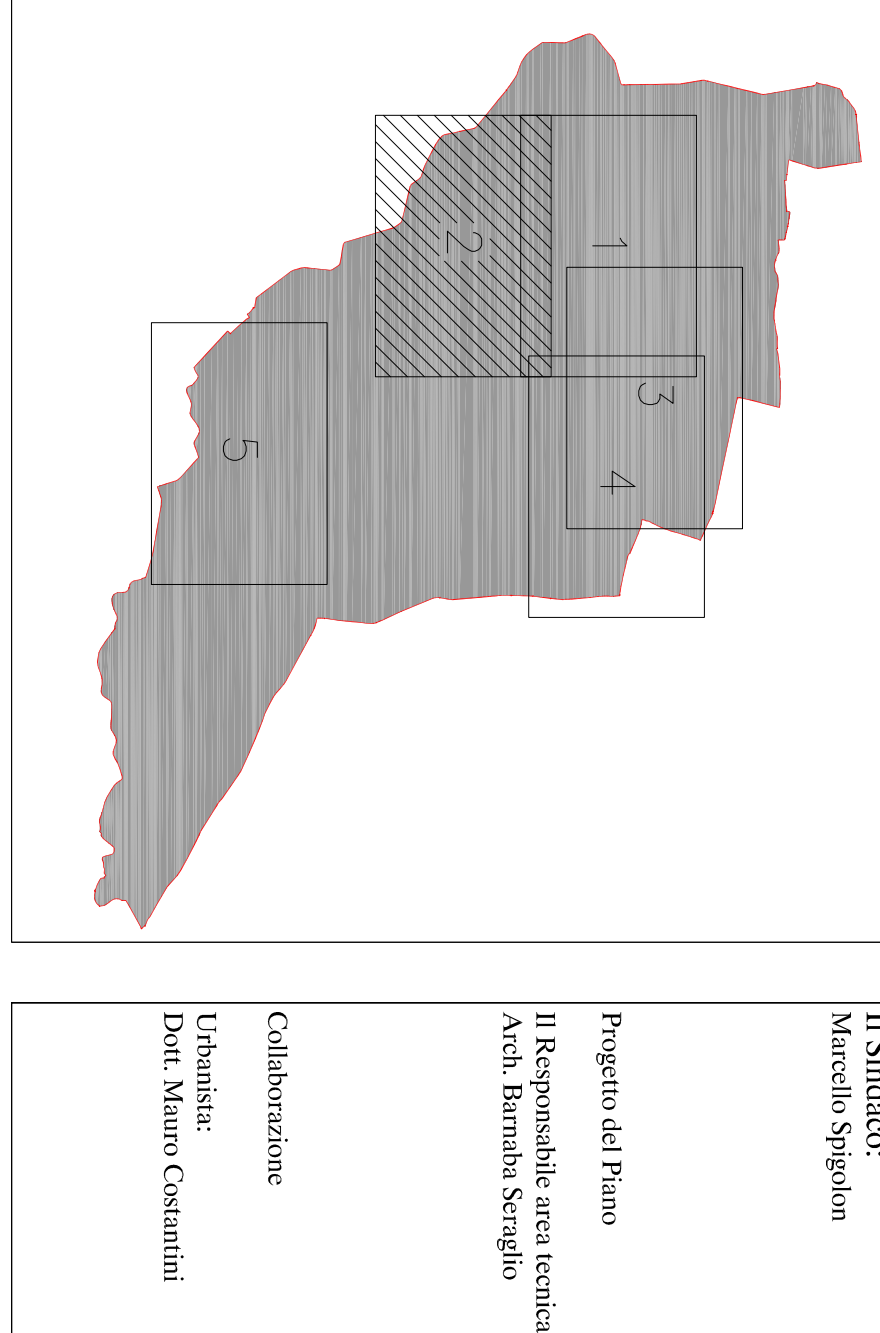 1
2
3
4
5
Il Sindaco:
Marcello Spigolon
Progetto del Piano
Il Responsabile area tecnica
Arch. Barnaba Seraglio
Collaborazione
Urbanista:
Dott. Mauro Costantini